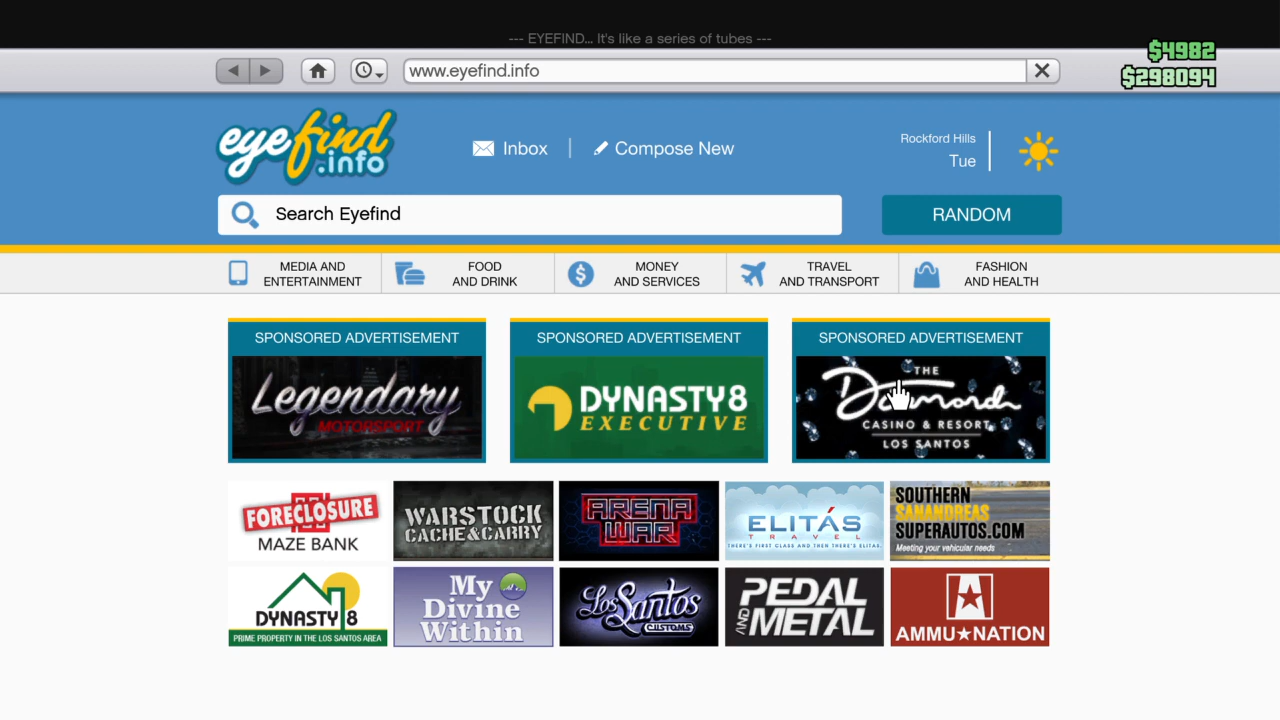 --- EYEFIND... It's like a series of tubes ---
$4982
www.eyefind.info
$298094
eyefind
.info
Inbox
Compose New
Rockford Hills
Tue
Search Eyefind
RANDOM
MEDIA AND
ENTERTAINMENT
FOOD
AND DRINK
MONEY
AND SERVICES
TRAVEL
AND TRANSPORT
FASHION
AND HEALTH
SPONSORED ADVERTISEMENT
Legendary
MOTORSPORT
SPONSORED ADVERTISEMENT
DYNASTY8
EXECUTIVE
SPONSORED ADVERTISEMENT
THE
Diamond
CASINO & RESORT
LOS SANTOS
FORECLOSURE
MAZE BANK
WARSTOCK
CACHE&CARRY
ARENA
WAR
ELITÁS
TRAVEL
THERE'S FIRST CLASS AND THEN THERE'S ELITAS.
SOUTHERN
SANANDREAS
SUPERAUTOS.COM
Meeting your vehicular needs
DYNASTY 8
PRIME PROPERTY IN THE LOS SANTOS AREA
My
Divine
Within
Los Santos
CUSTOMS
PEDAL
AND METAL
AMMU★NATION